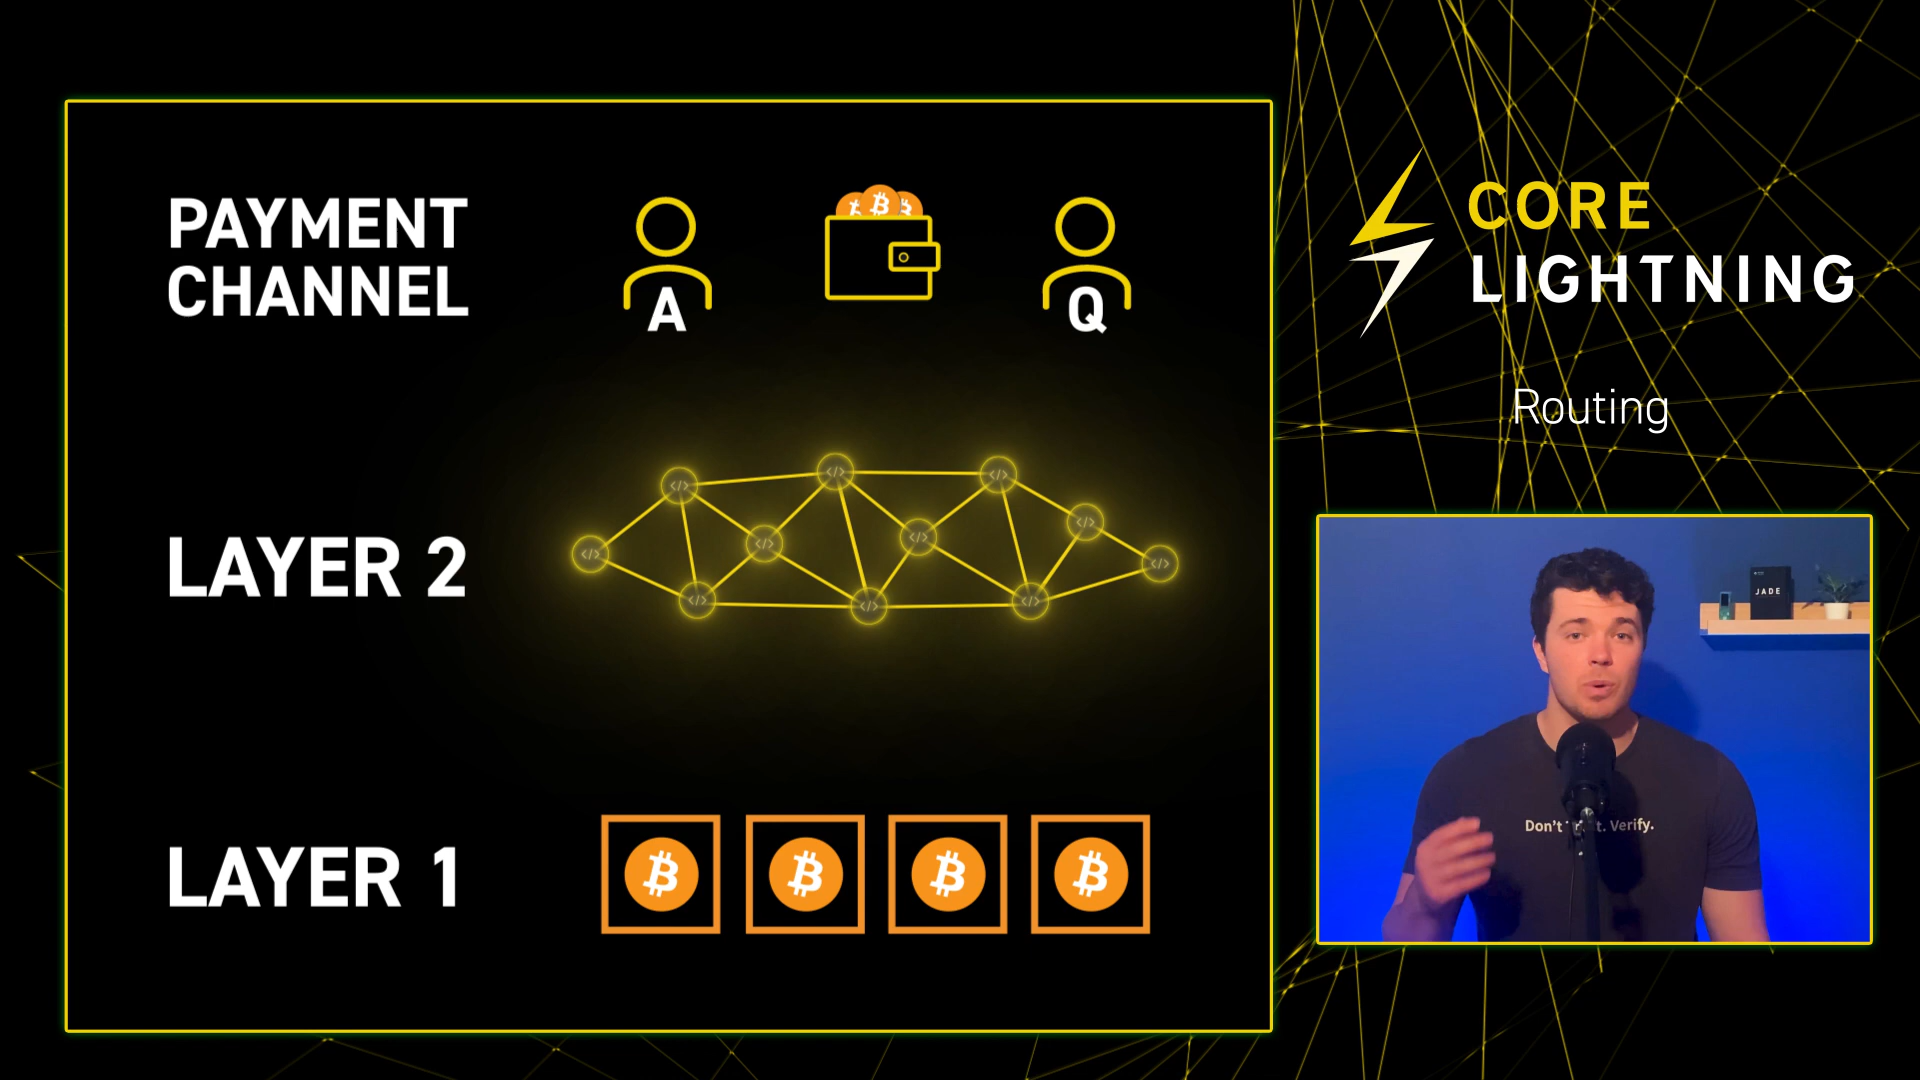 PAYMENT
CHANNEL
A
Q
LAYER 2
LAYER 1
CORE
LIGHTNING
Routing
JADE
Don't t. Verify.